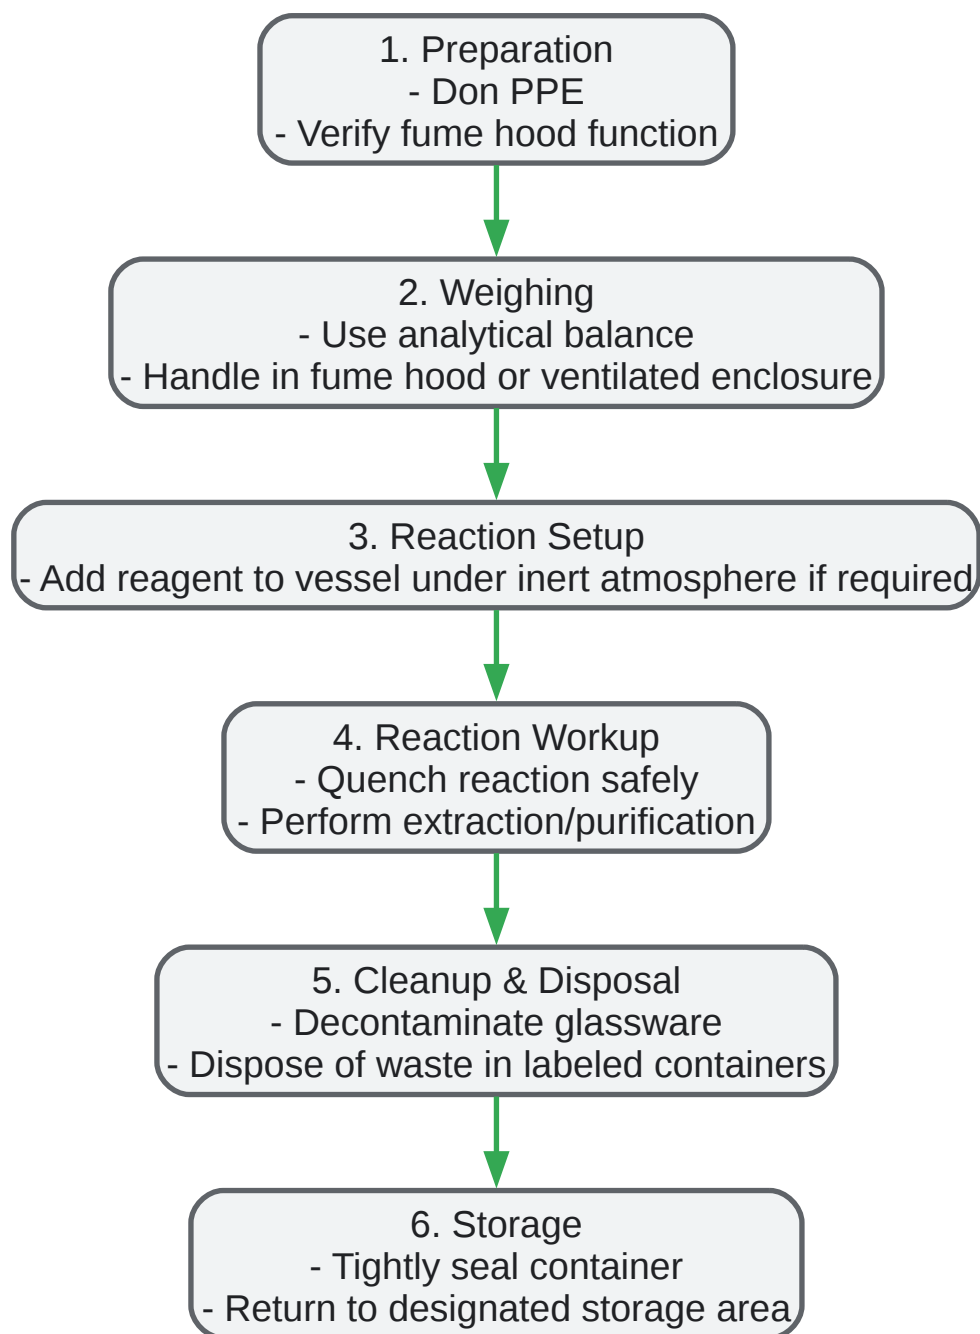 1. Preparation
- Don PPE
- Verify fume hood function
2. Weighing
- Use analytical balance
- Handle in fume hood or ventilated enclosure
3. Reaction Setup
- Add reagent to vessel under inert atmosphere if required
4. Reaction Workup
- Quench reaction safely
- Perform extraction/purification
5. Cleanup & Disposal
- Decontaminate glassware
- Dispose of waste in labeled containers
6. Storage
- Tightly seal container
- Return to designated storage area